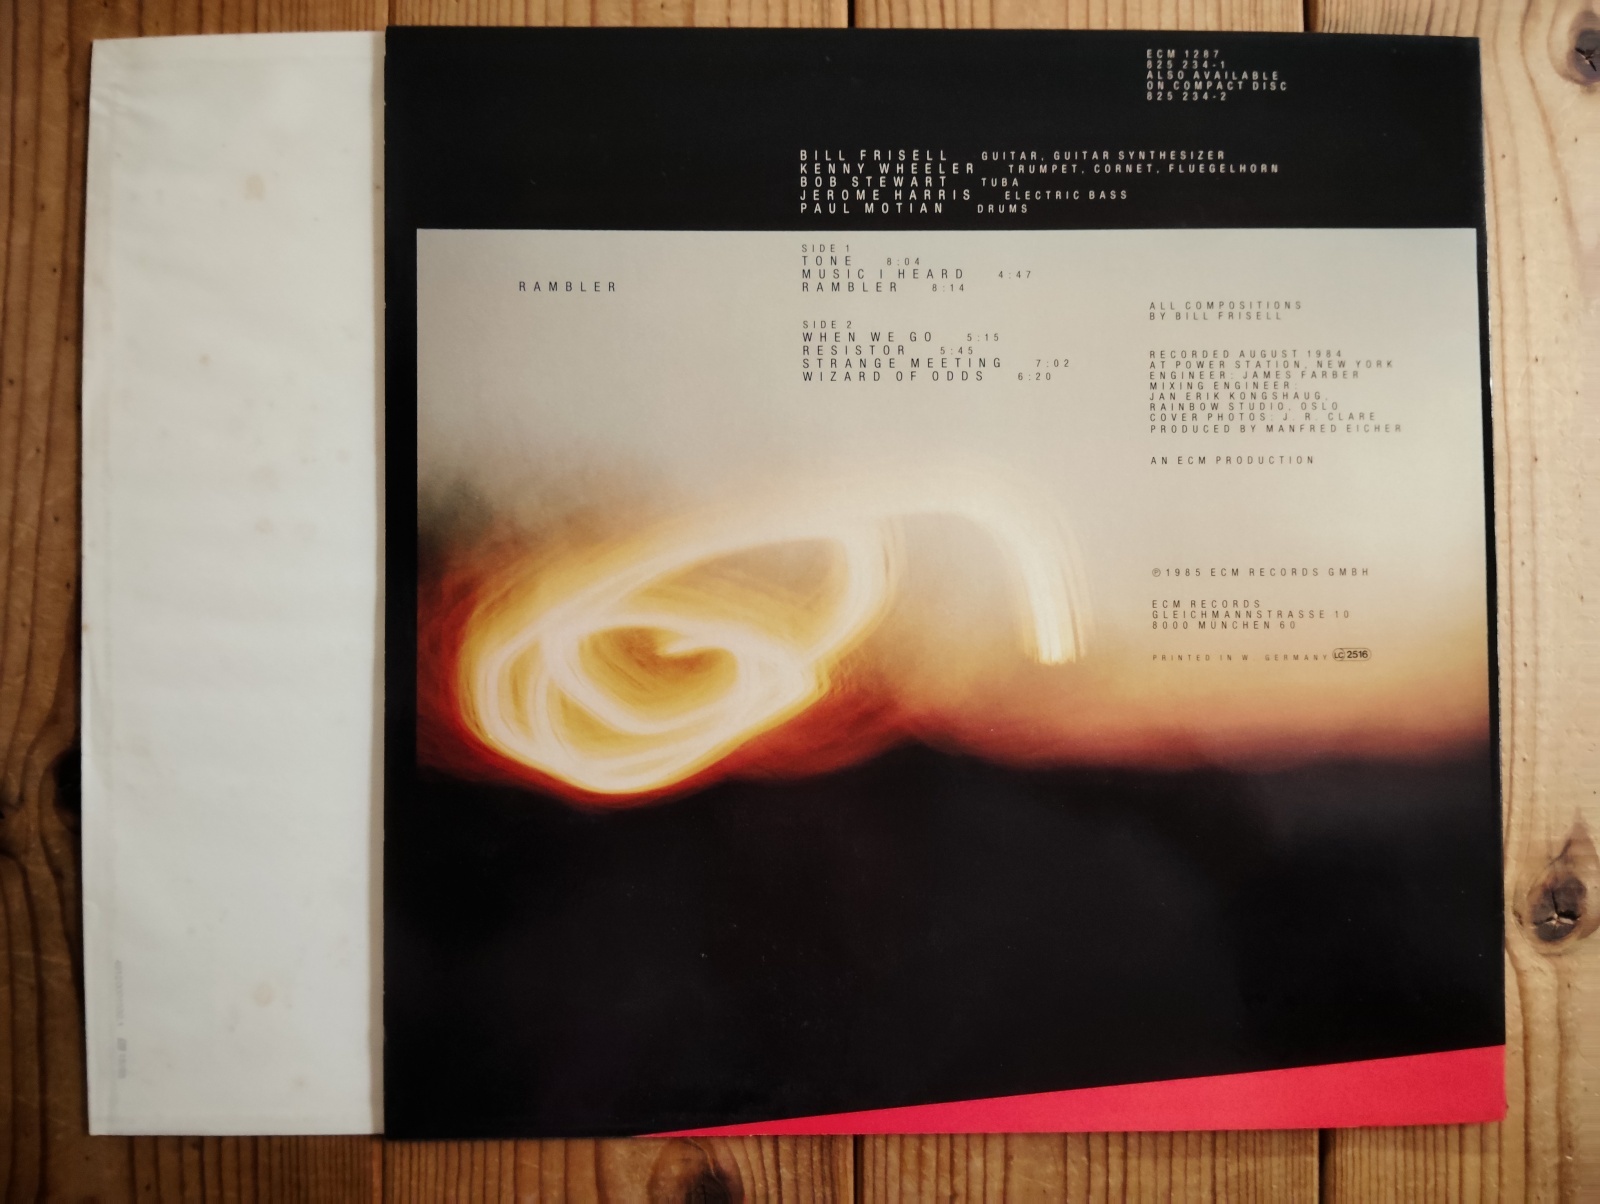 ECM 1287
825 234-1
ALSO AVAILABLE
ON COMPACT DISC
825 234-2
BILL FRISELL GUITAR, GUITAR SYNTHESIZER
KENNY WHEELER TRUMPET, CORNET, FLUEGELHORN
BOB STEWART TUBA
JEROME HARRIS ELECTRIC BASS
PAUL MOTIAN DRUMS
RAMBLER
SIDE 1
TONE 8:04
MUSIC I HEARD 4:47
RAMBLER 8:14
SIDE 2
WHEN WE GO 5:15
RESISTOR 5:45
STRANGE MEETING 7:02
WIZARD OF ODDS 6:20
ALL COMPOSITIONS
BY BILL FRISELL
RECORDED AUGUST 1984
AT POWER STATION, NEW YORK
ENGINEER: JAMES FARBER
MIXING ENGINEER:
JAN ERIK KONGSHAUG,
RAINBOW STUDIO, OSLO
COVER PHOTOS: J. R. CLARE
PRODUCED BY MANFRED EICHER
AN ECM PRODUCTION
℗ 1985 ECM RECORDS GMBH
ECM RECORDS
GLEICHMANNSTRASSE 10
8000 MÜNCHEN 60
PRINTED IN W. GERMANY LC 2516